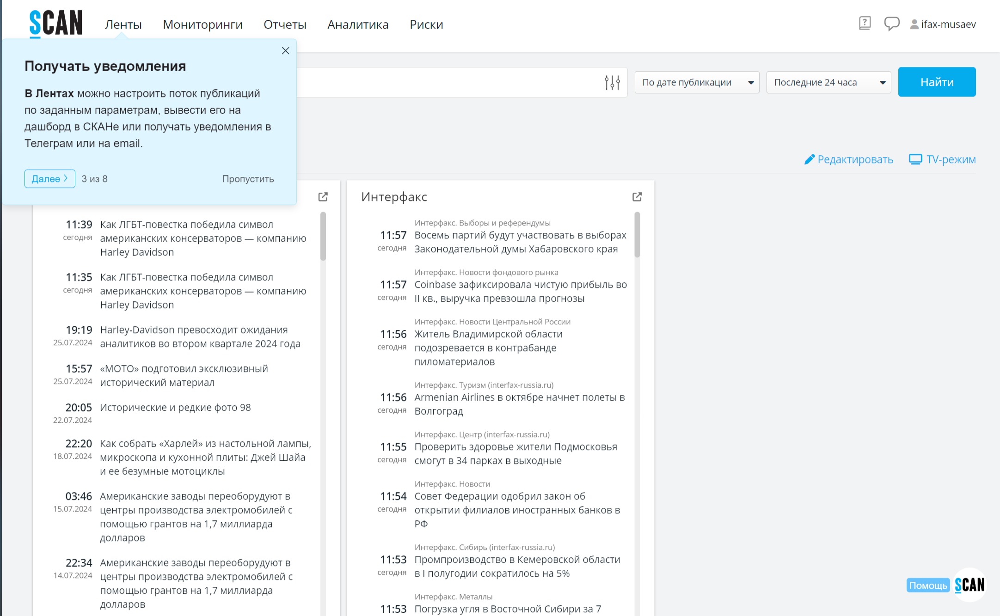 SCAN
Ленты
Мониторинги
Отчеты
Аналитика
Риски
ifax-musaev
Получать уведомления
В Лентах можно настроить поток публикаций
по заданным параметрам, вывести его на
дашборд в СКАНе или получать уведомления в
Телеграм или на email.
Далее
3 из 8
Пропустить
По дате публикации
Последние 24 часа
Найти
Редактировать
TV-режим
11:39
сегодня
Как ЛГБТ-повестка победила символ
американских консерваторов — компанию
Harley Davidson
11:35
сегодня
Как ЛГБТ-повестка победила символ
американских консерваторов — компанию
Harley Davidson
19:19
25.07.2024
Harley-Davidson превосходит ожидания
аналитиков во втором квартале 2024 года
15:57
25.07.2024
«МОТО» подготовил эксклюзивный
исторический материал
20:05
22.07.2024
Исторические и редкие фото 98
22:20
18.07.2024
Как собрать «Харлей» из настольной лампы,
микроскопа и кухонной плиты: Джей Шайа
и ее безумные мотоциклы
03:46
15.07.2024
Американские заводы переоборудуют в
центры производства электромобилей с
помощью грантов на 1,7 миллиарда
долларов
22:34
14.07.2024
Американские заводы переоборудуют в
центры производства электромобилей с
помощью грантов на 1,7 миллиарда
долларов
Интерфакс
Интерфакс. Выборы и референдумы
11:57
сегодня
Восемь партий будут участвовать в выборах
Законодательной думы Хабаровского края
Интерфакс. Новости фондового рынка
11:57
сегодня
Coinbase зафиксировала чистую прибыль во
II кв., выручка превзошла прогнозы
Интерфакс. Новости Центральной России
11:56
сегодня
Житель Владимирской области
подозревается в контрабанде
пиломатериалов
Интерфакс. Туризм (interfax-russia.ru)
11:56
сегодня
Armenian Airlines в октябре начнет полеты в
Волгоград
Интерфакс. Центр (interfax-russia.ru)
11:55
сегодня
Проверить здоровье жители Подмосковья
смогут в 34 парках в выходные
Интерфакс. Новости
11:54
сегодня
Совет Федерации одобрил закон об
открытии филиалов иностранных банков в
РФ
Интерфакс. Сибирь (interfax-russia.ru)
11:53
сегодня
Промпроизводство в Кемеровской области
в I полугодии сократилось на 5%
Интерфакс. Металлы
11:53
Погрузка угля в Восточной Сибири за 7
Помощь
SCAN